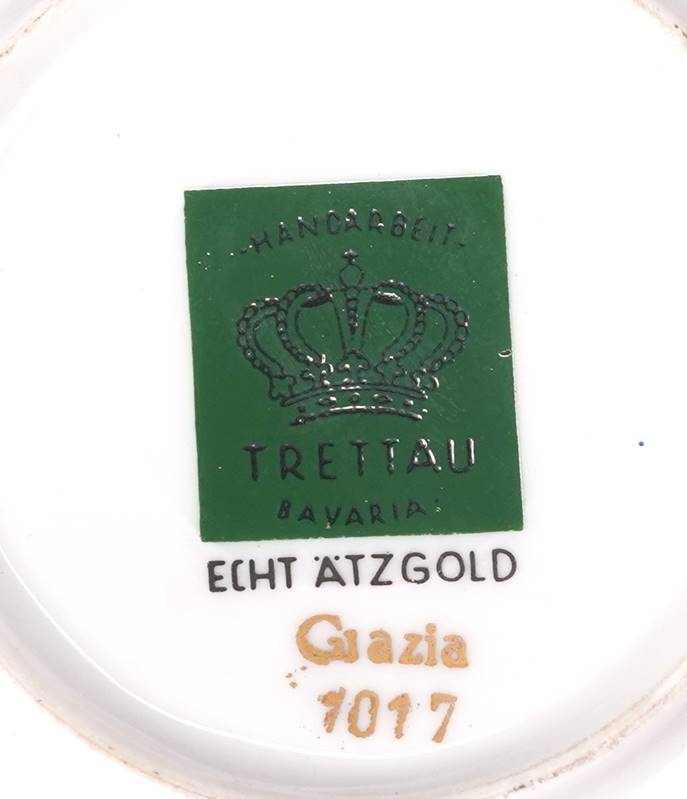 -HANDARBEIT-
TRETTAU
BAVARIA
ECHT ÄTZGOLD
Grazia
1017